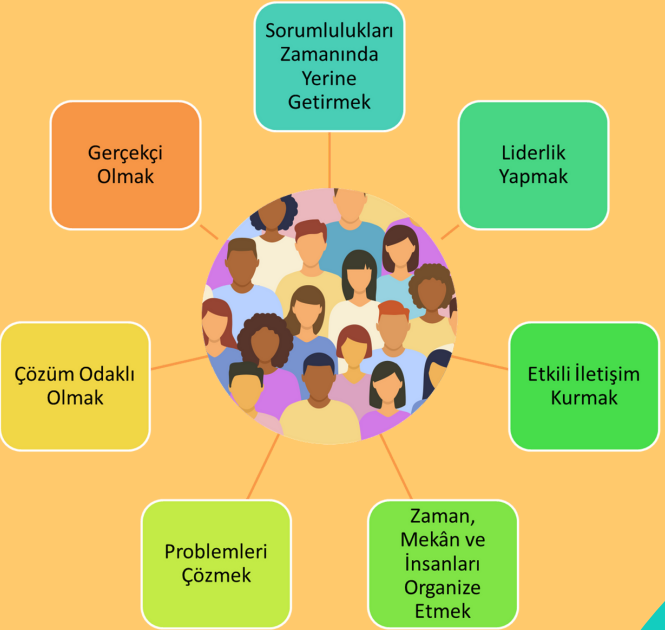 Sorumlulukları
Zamanında
Yerine
Getirmek
Liderlik
Yapmak
Etkili İletişim
Kurmak
Zaman,
Mekân ve
İnsanları
Organize
Etmek
Problemleri
Çözmek
Çözüm Odaklı
Olmak
Gerçekçi
Olmak